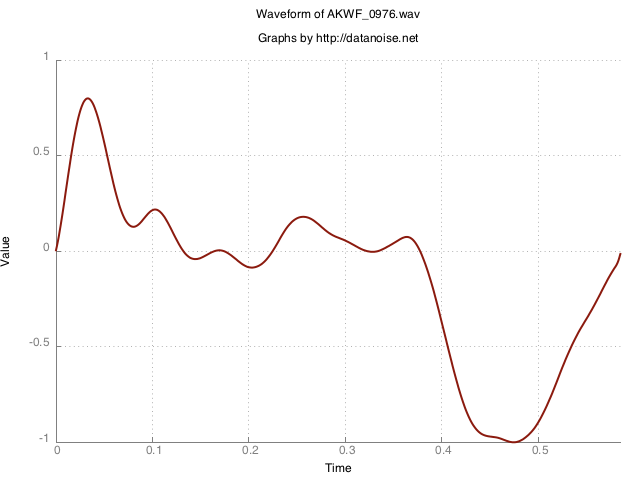 Waveform of AKWF_0976.wav
Graphs by http://datanoise.net
1
0.5
0
-0.5
-1
Value
0 0.1 0.2 0.3 0.4 0.5
Time